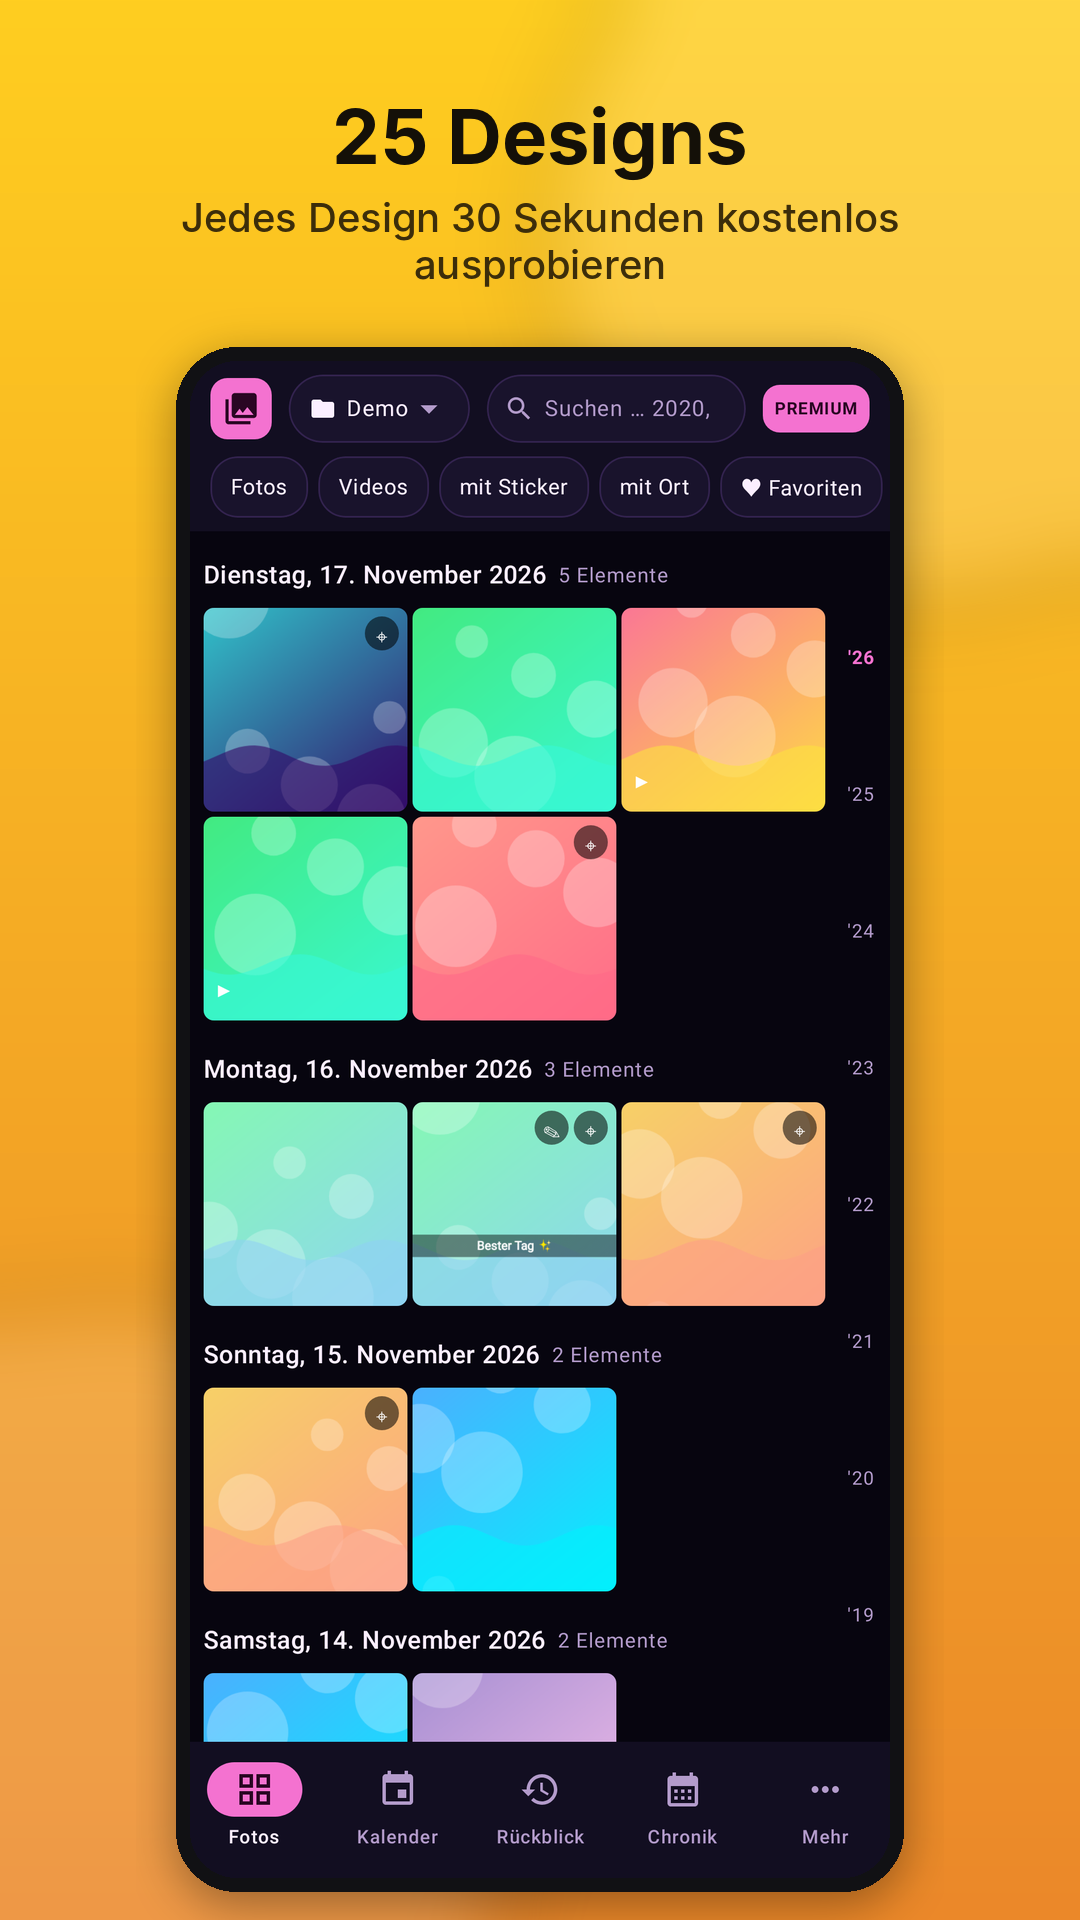 25 Designs
Jedes Design 30 Sekunden kostenlos
ausprobieren
Demo
Suchen ... 2020,
PREMIUM
Fotos
Videos
mit Sticker
mit Ort
♥ Favoriten
Dienstag, 17. November 2026 5 Elemente
'26
'25
'24
Montag, 16. November 2026 3 Elemente
'23
'22
Bester Tag ✨
Sonntag, 15. November 2026 2 Elemente
'21
'20
'19
Samstag, 14. November 2026 2 Elemente
Fotos
Kalender
Rückblick
Chronik
Mehr